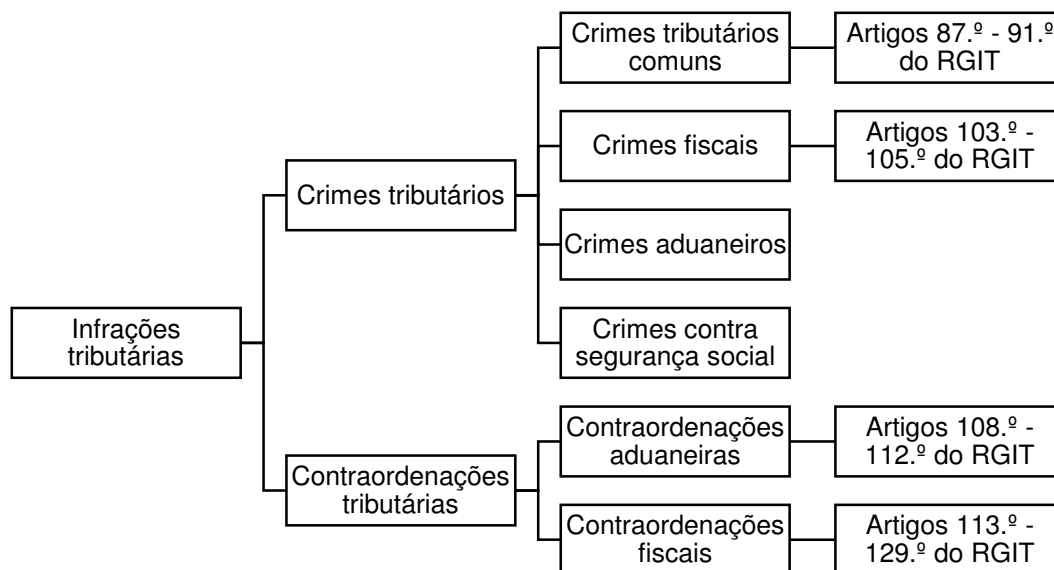 Crimes tributários
comuns
Artigos 87.º - 91.º
do RGIT
Crimes fiscais
Artigos 103.º -
105.º do RGIT
Crimes tributários
Crimes aduaneiros
Infrações
tributárias
Crimes contra
segurança social
Contraordenações
aduaneiras
Artigos 108.º -
112.º do RGIT
Contraordenações
tributárias
Contraordenações
fiscais
Artigos 113.º -
129.º do RGIT